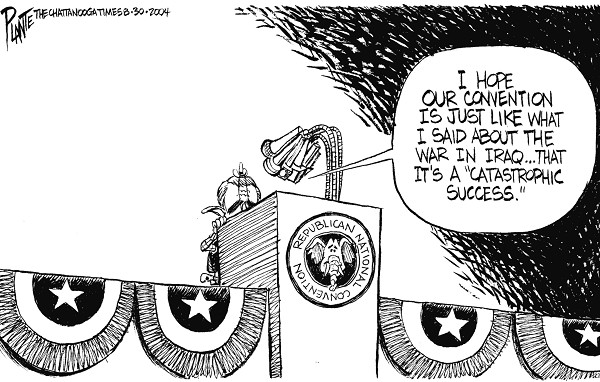 PLANTE THE CHATTANOOGA TIMES 8·30·2004
I HOPE
OUR CONVENTION
IS JUST LIKE WHAT
I SAID ABOUT THE
WAR IN IRAQ...THAT
IT'S A "CATASTROPHIC
SUCCESS."
REPUBLICAN NATIONAL
CONVENTION